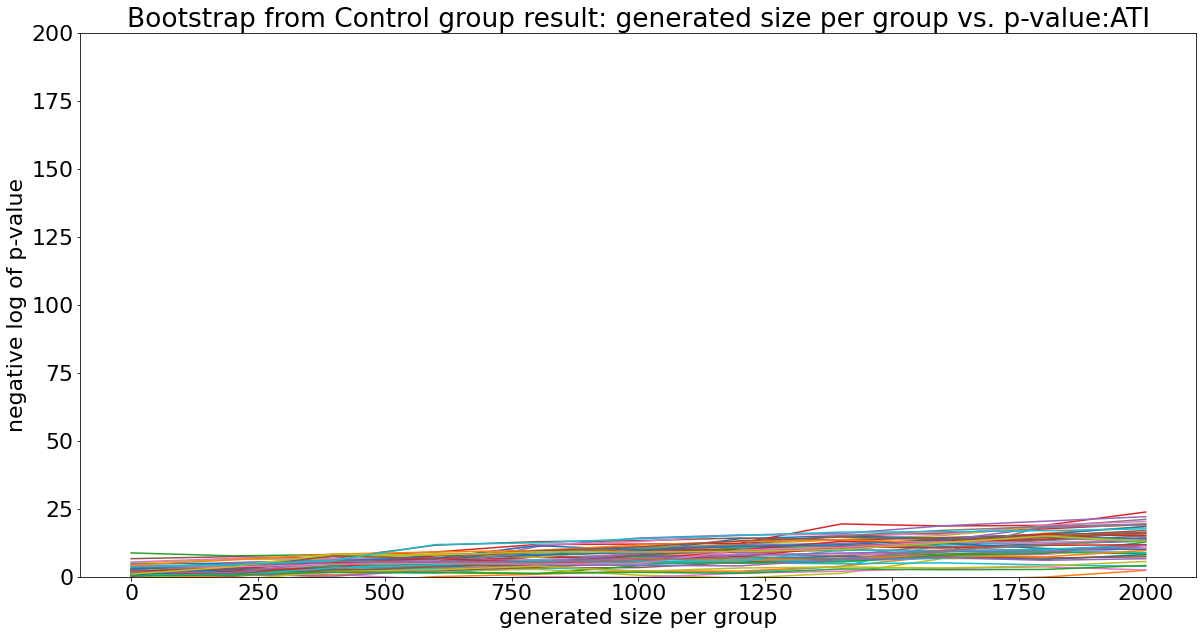 Bootstrap from Control group result: generated size per group vs. p-value:ATI
200
175
150
125
100
75
50
25
0
negative log of p-value
0 250 500 750 1000 1250 1500 1750 2000
generated size per group